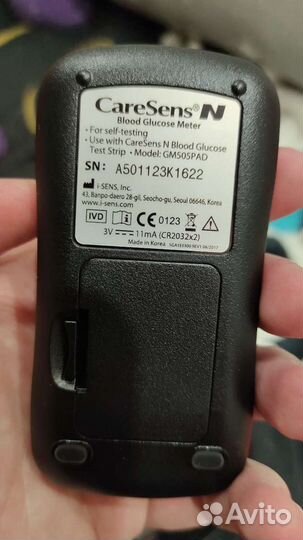 CareSens® N
Blood Glucose Meter
• For self-testing
• Use with CareSens N Blood Glucose
Test Strip • Model: GM505PAD
SN: A501123K1622
i-SENS, Inc.
43, Banpo-daero 28-gil, Seocho-gu, Seoul 06646, Korea
www.i-sens.com
IVD CE 0123
3V 11mA (CR2032x2)
Made in Korea
Avito